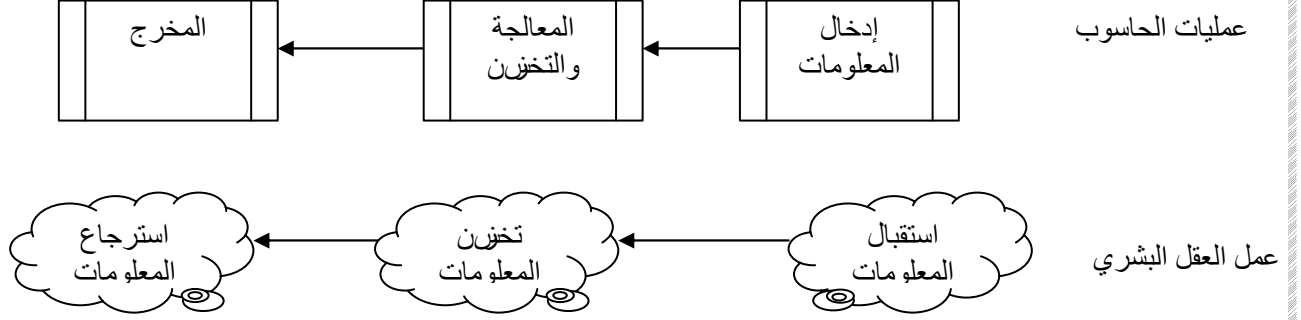 عمليات الحاسوب
إدخال
المعلومات
المعالجة
والتخزين
المخرج
عمل العقل البشري
استقبال
المعلومات
تخزين
المعلومات
استرجاع
المعلومات